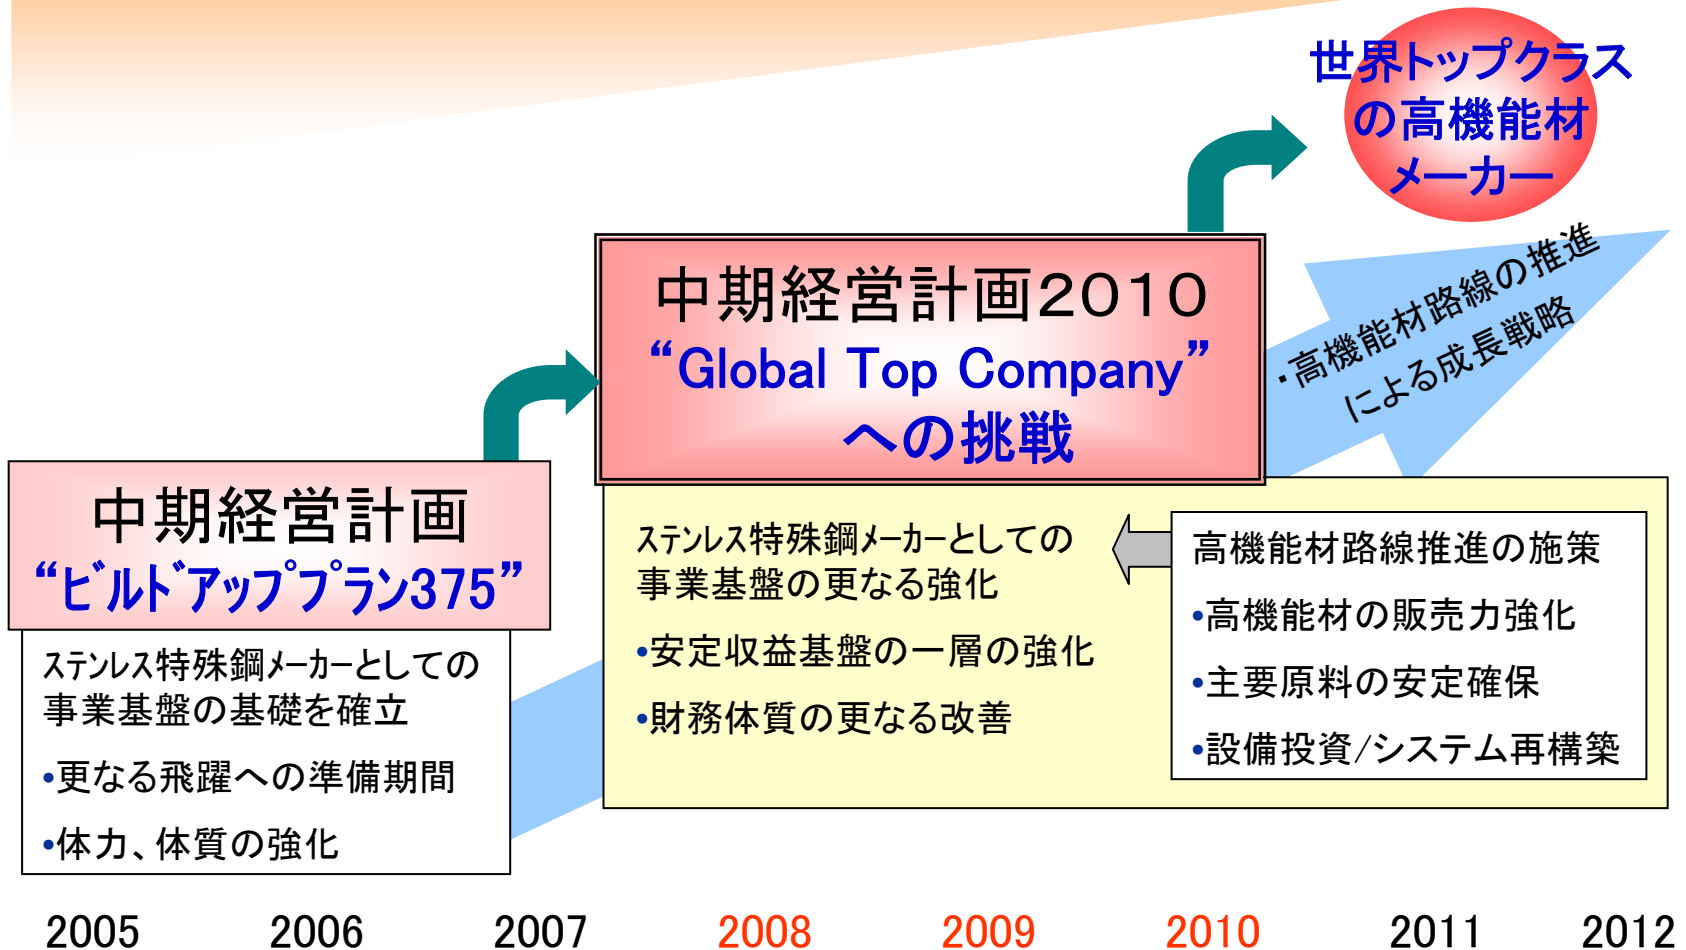 世界トップクラス
の高機能材
メーカー
・高機能材路線の推進
による成長戦略
中期経営計画２０１０
“Global Top Company”
への挑戦
中期経営計画
“ﾋﾞﾙﾄﾞｱｯﾌﾟﾌﾟﾗﾝ375”
ｽﾃﾝﾚｽ特殊鋼ﾒｰｶｰとしての
事業基盤の基礎を確立
•更なる飛躍への準備期間
•体力、体質の強化
ｽﾃﾝﾚｽ特殊鋼ﾒｰｶｰとしての
事業基盤の更なる強化
•安定収益基盤の一層の強化
•財務体質の更なる改善
高機能材路線推進の施策
•高機能材の販売力強化
•主要原料の安定確保
•設備投資/システム再構築
2005 2006 2007 2008 2009 2010 2011 2012